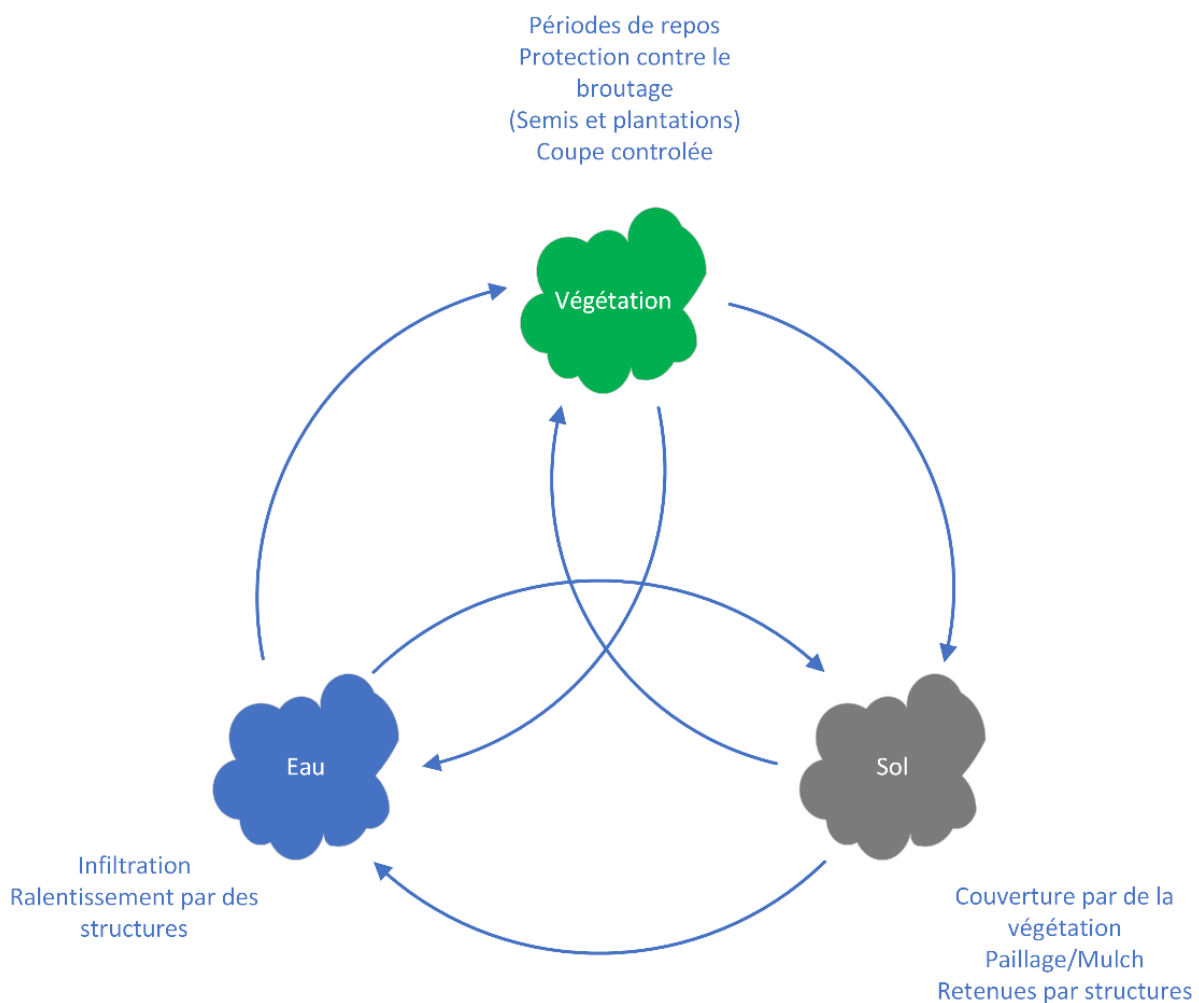 Périodes de repos
Protection contre le
broutage
(Semis et plantations)
Coupe controlée
Végétation
Eau
Sol
Infiltration
Ralentissement par des
structures
Couverture par de la
végétation
Paillage/Mulch
Retenues par structures